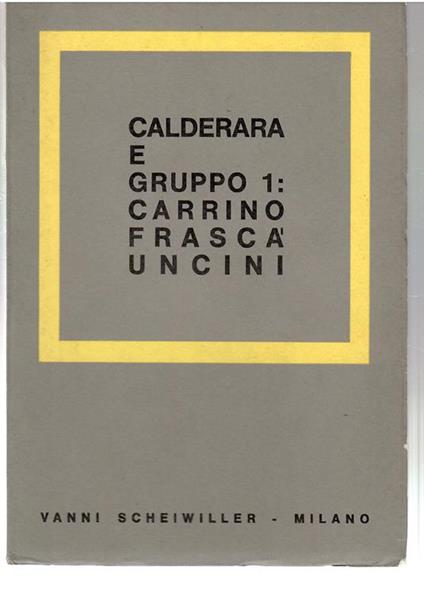 CALDERARA
E
GRUPPO 1:
CARRINO
FRASCA'
UNCINI
VANNI SCHEIWILLER - MILANO